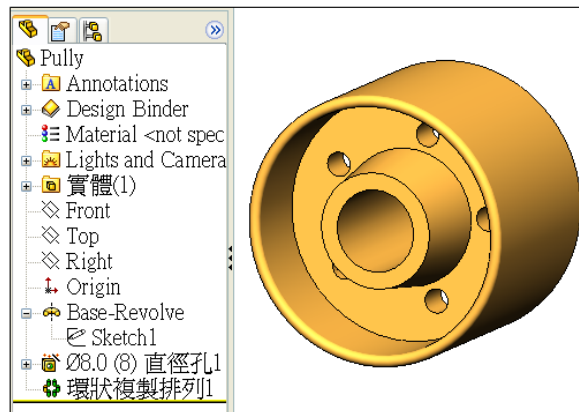 Pully
Annotations
Design Binder
Material <not spec
Lights and Camera
實體(1)
Front
Top
Right
Origin
Base-Revolve
Sketch1
Ø8.0 (8) 直徑孔1
環狀複製排列1